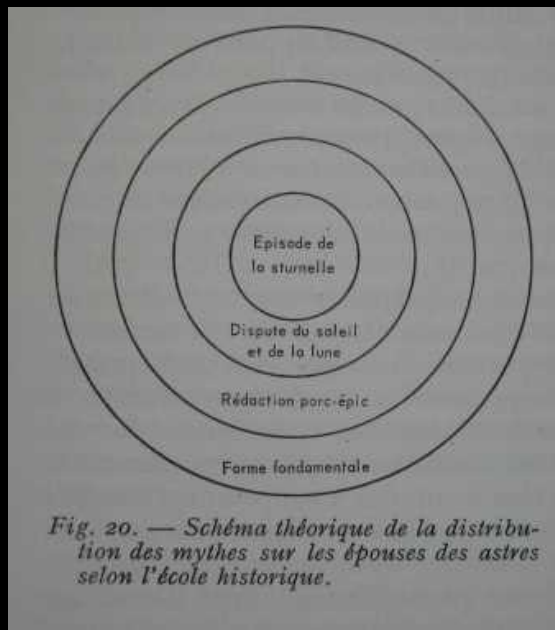 Episode de
la sturnelle
Dispute du soleil
et de la lune
Rédaction porc-épic
Forme fondamentale
Fig. 20. — Schéma théorique de la distribu-
tion des mythes sur les épouses des astres
selon l'école historique.